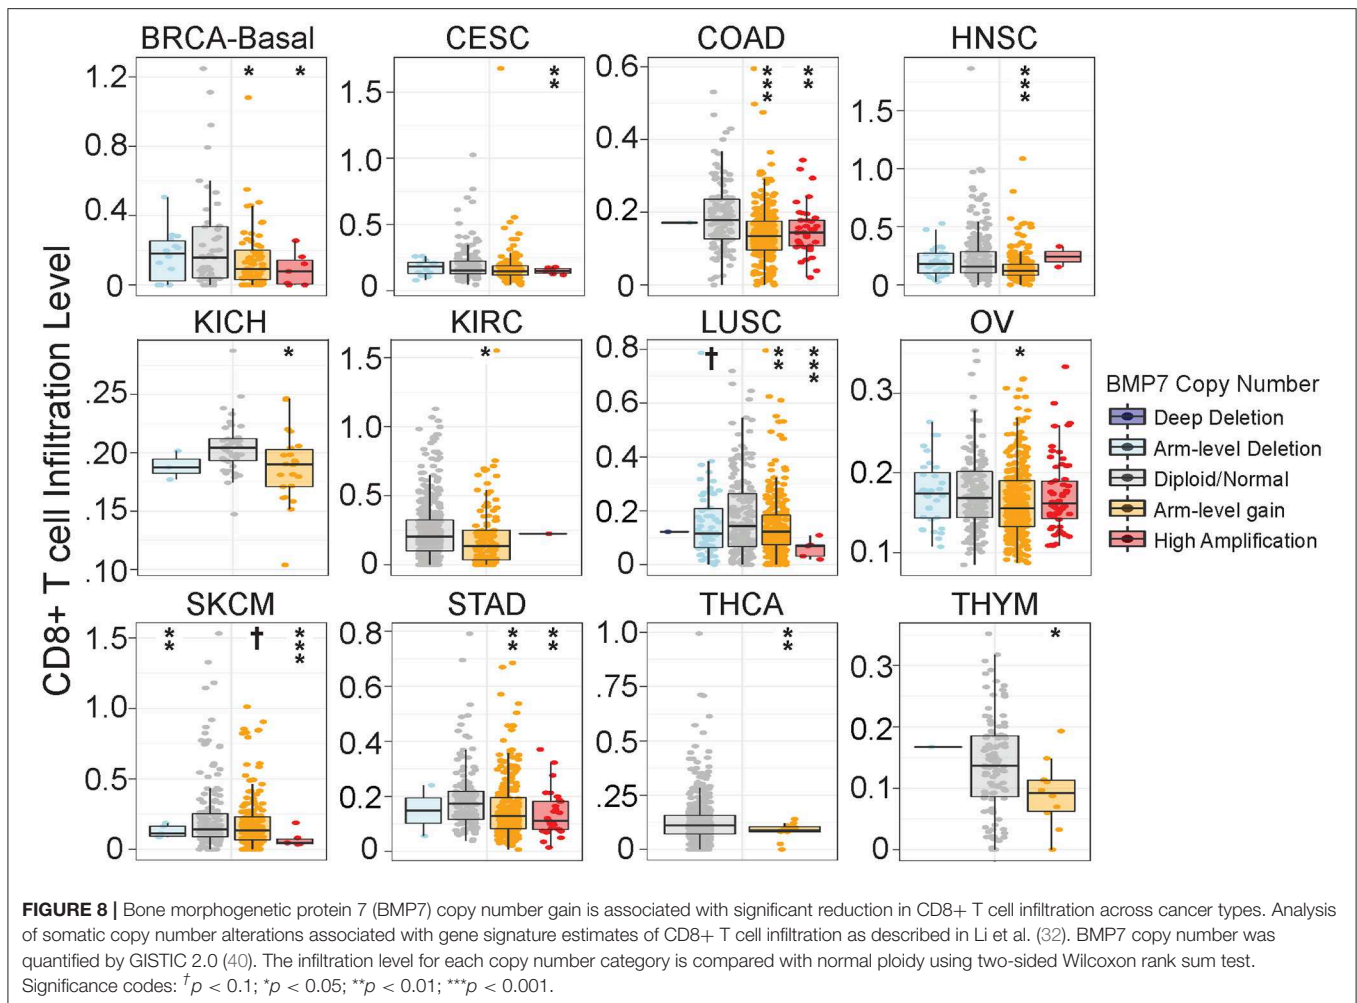 BRCA-Basal CESC COAD HNSC
1.2 0.8 0.4 0
* *
1.5 1.0 0.5 0
**
0.6 0.4 0.2 0
*** **
1.5 1.0 0.5 0
***
CD8+ T cell Infiltration Level
KICH KIRC LUSC OV
.25 .20 .15 .10
*
1.5 1.0 0.5 0
*
0.8 0.6 0.4 0.2 0
† ** ***
0.3 0.2 0.1
*
BMP7 Copy Number
Deep Deletion
Arm-level Deletion
Diploid/Normal
Arm-level gain
High Amplification
SKCM STAD THCA THYM
1.5 1.0 0.5 0
** † ***
0.8 0.6 0.4 0.2 0
** **
1.0 .75 .5 .25 0
**
0.3 0.2 0.1 0
*
FIGURE 8 | Bone morphogenetic protein 7 (BMP7) copy number gain is associated with significant reduction in CD8+ T cell infiltration across cancer types. Analysis
of somatic copy number alterations associated with gene signature estimates of CD8+ T cell infiltration as described in Li et al. (32). BMP7 copy number was
quantified by GISTIC 2.0 (40). The infiltration level for each copy number category is compared with normal ploidy using two-sided Wilcoxon rank sum test.
Significance codes: †p < 0.1; *p < 0.05; **p < 0.01; ***p < 0.001.